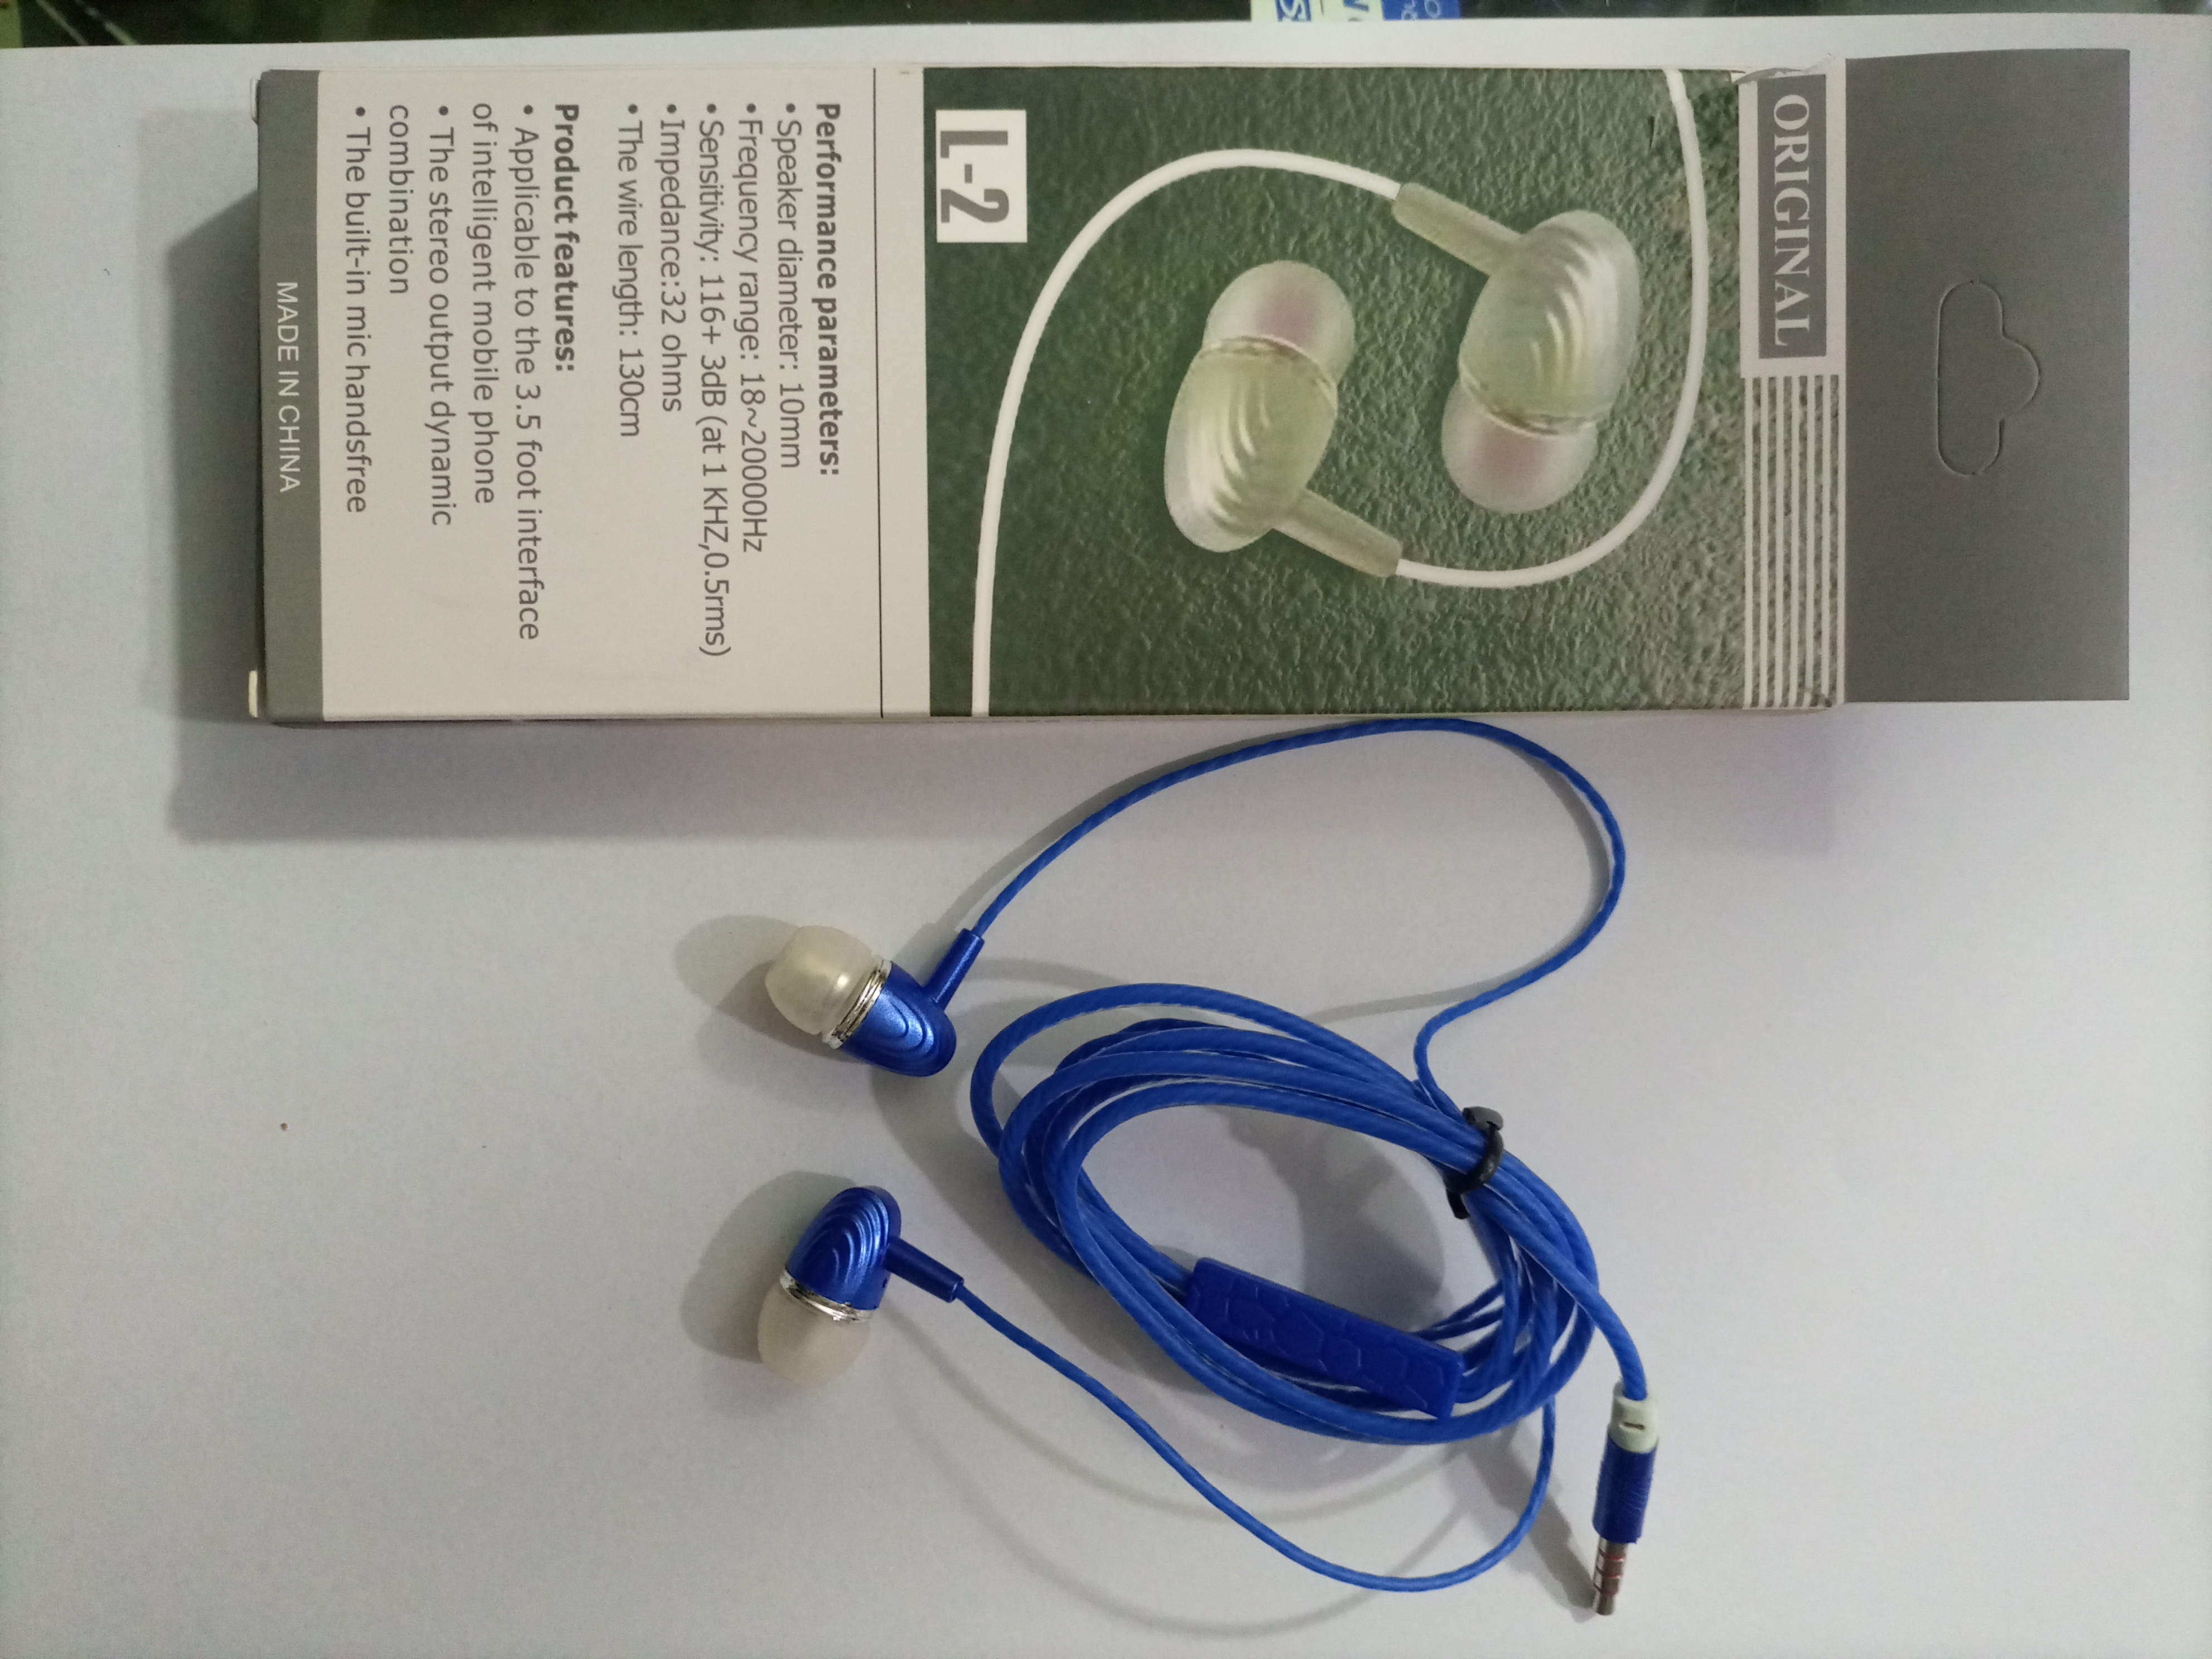 ORIGINAL
L-2
Performance parameters:
• Speaker diameter: 10mm
• Frequency range: 18~20000Hz
• Sensitivity: 116+ 3dB (at 1 KHZ,0.5rms)
• Impedance:32 ohms
• The wire length: 130cm
Product features:
• Applicable to the 3.5 foot interface
of intelligent mobile phone
• The stereo output dynamic
combination
• The built-in mic handsfree
MADE IN CHINA